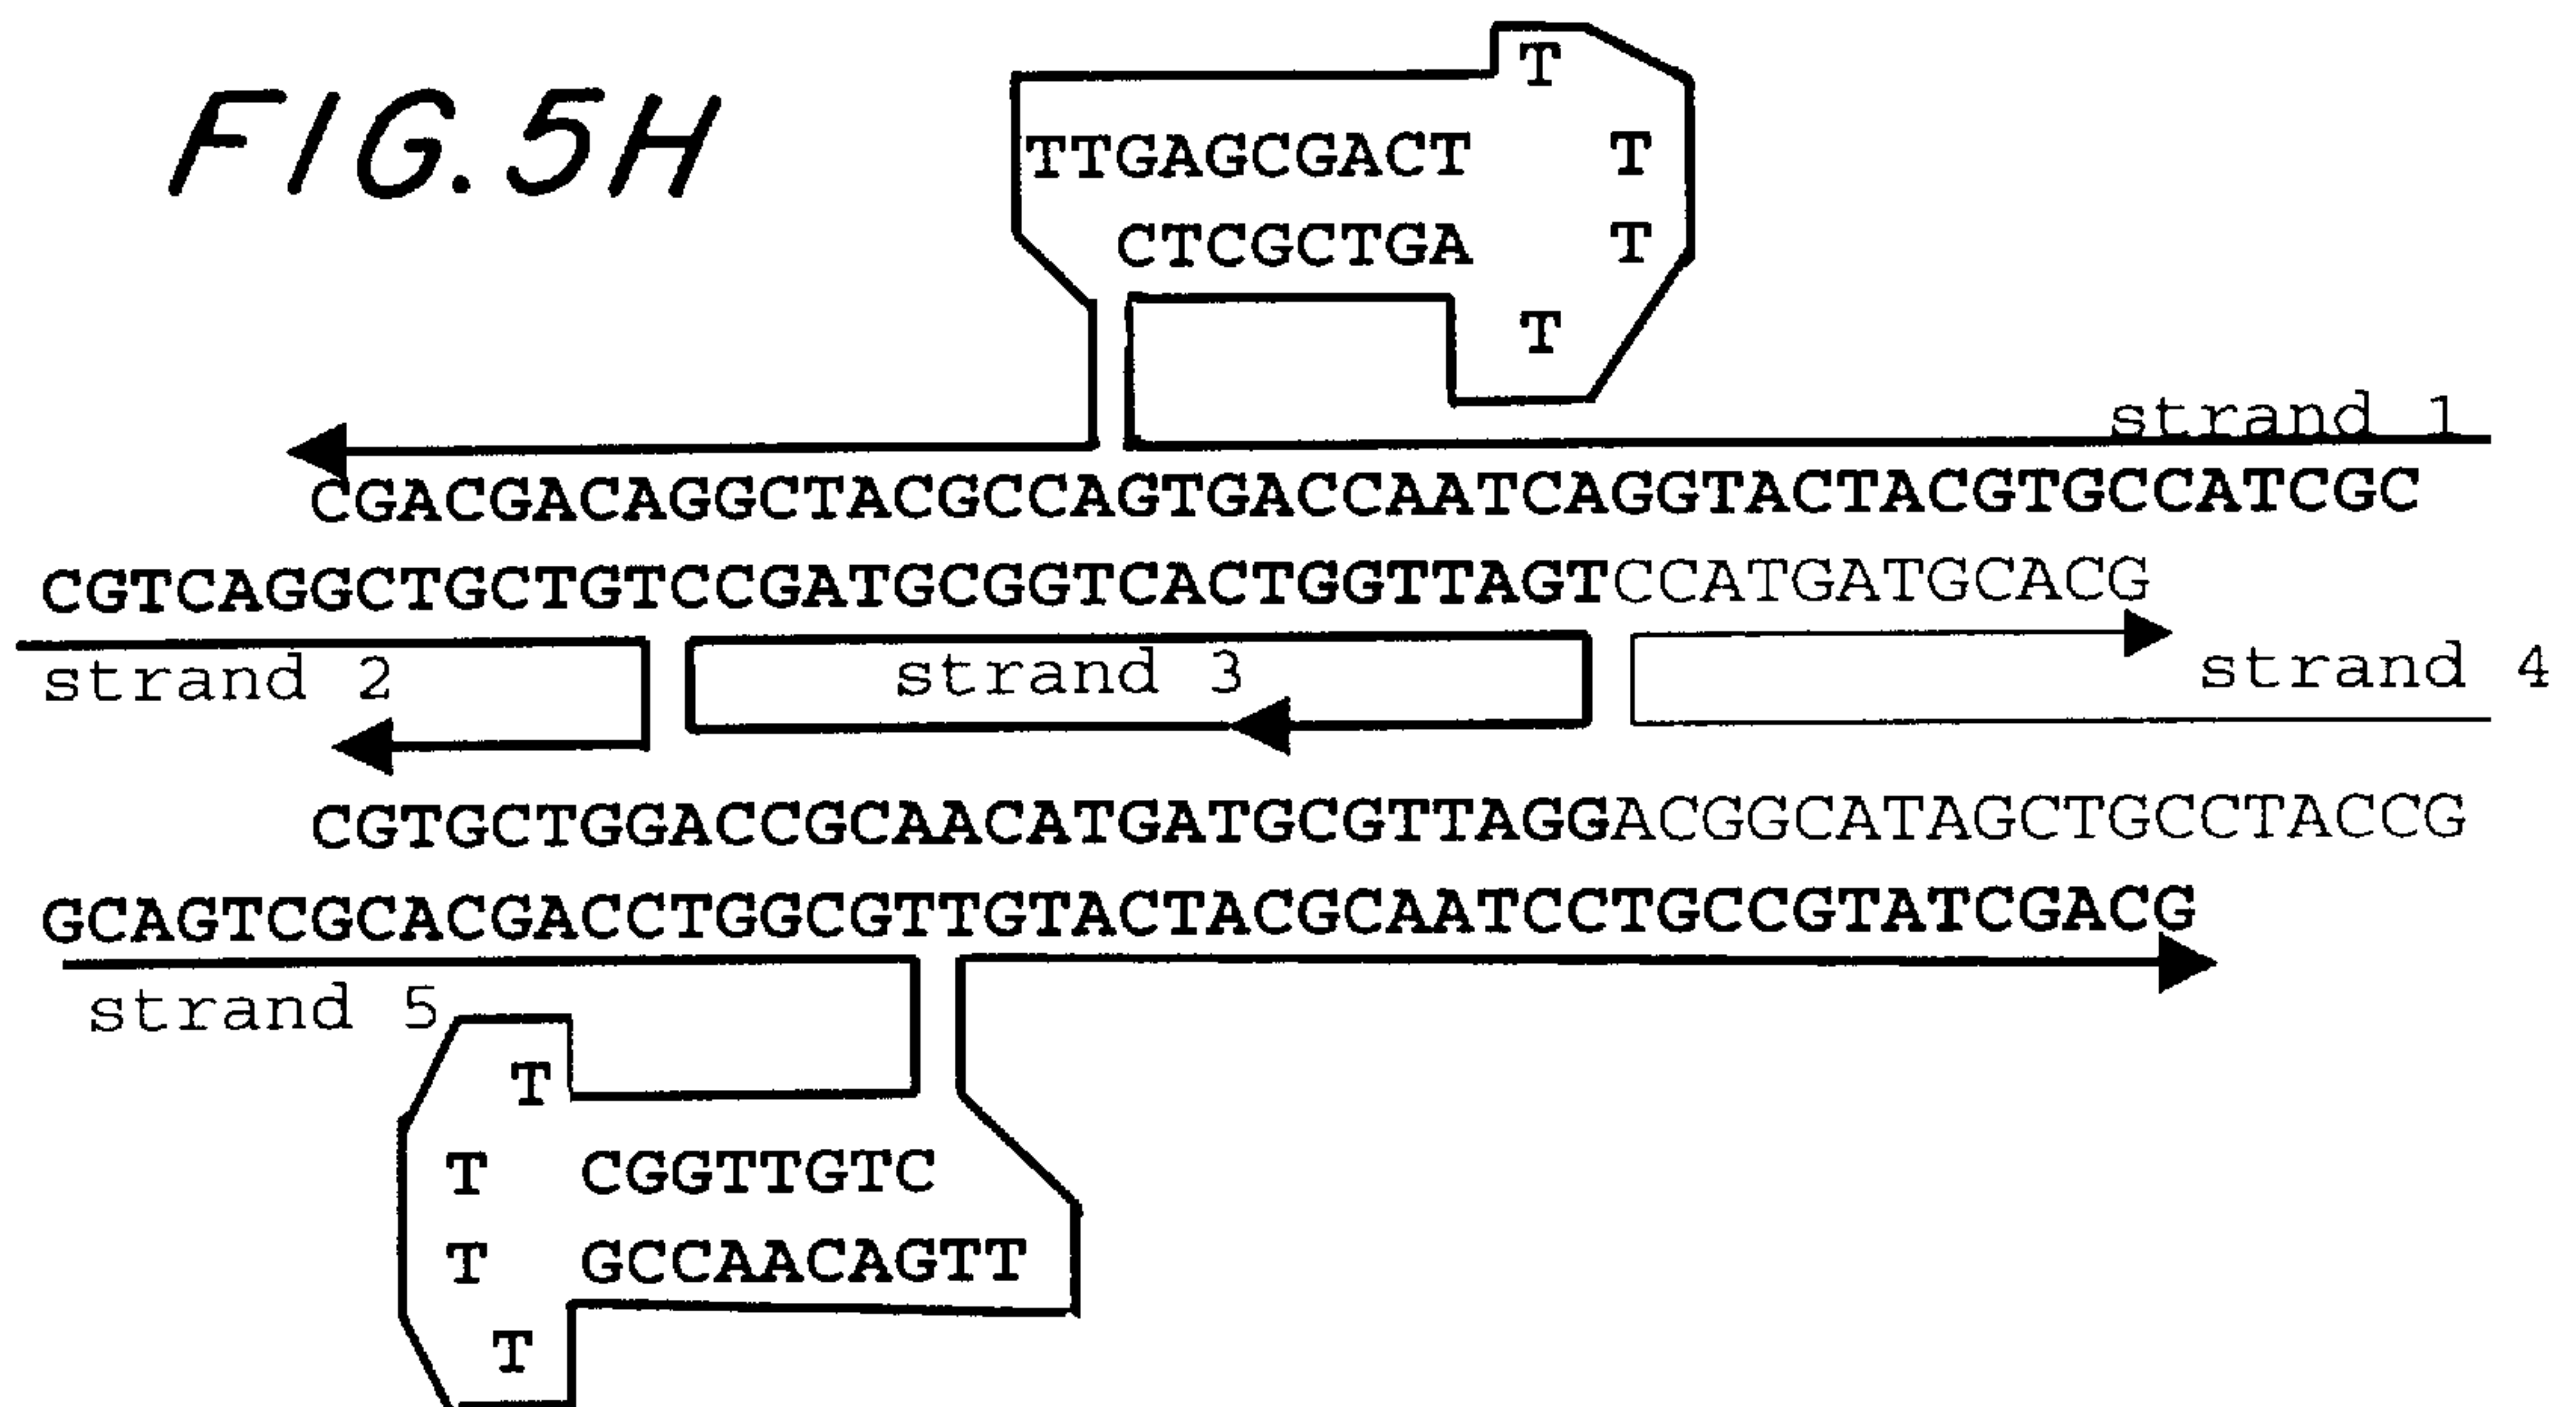 FIG. 5H
T
TTGAGCGACT T
CTCGCTGA T
T
strand 1
CGACGACAGGCTACGCCAGTGACCAATCAGGTACTACGTGCCATCGC
CGTCAGGCTGCTGTCCGATGCGGTCACTGGTTAGTCCATGATGCACG
strand 2 strand 3 strand 4
CGTGCTGGACCGCAACATGATGCGTTAGGACGGCATAGCTGCCTACCG
GCAGTCGCACGACCTGGCGTTGTACTACGCAATCCTGCCGTATCGACG
strand 5
T
T CGGTTGTC
T GCCAACAGTT
T